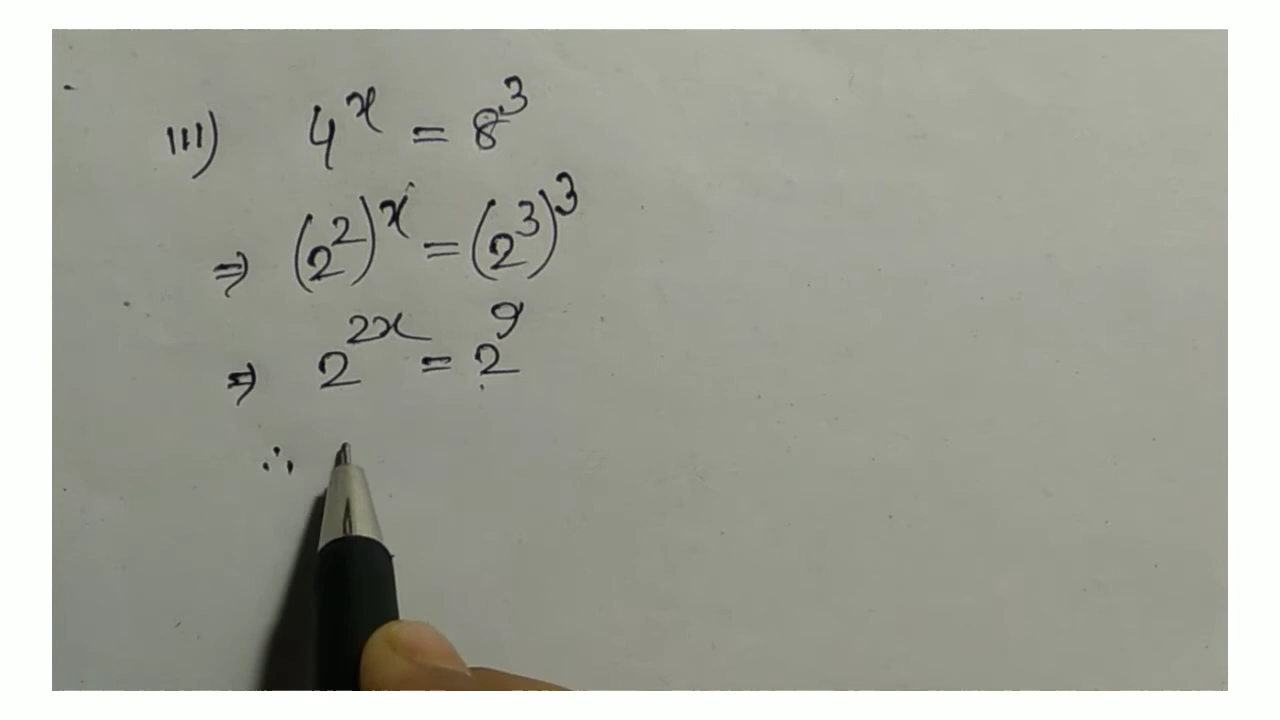 III) 4^x = 8^3
⇒ (2^2)^x = (2^3)^3
⇒ 2^2x = 2^9
∴